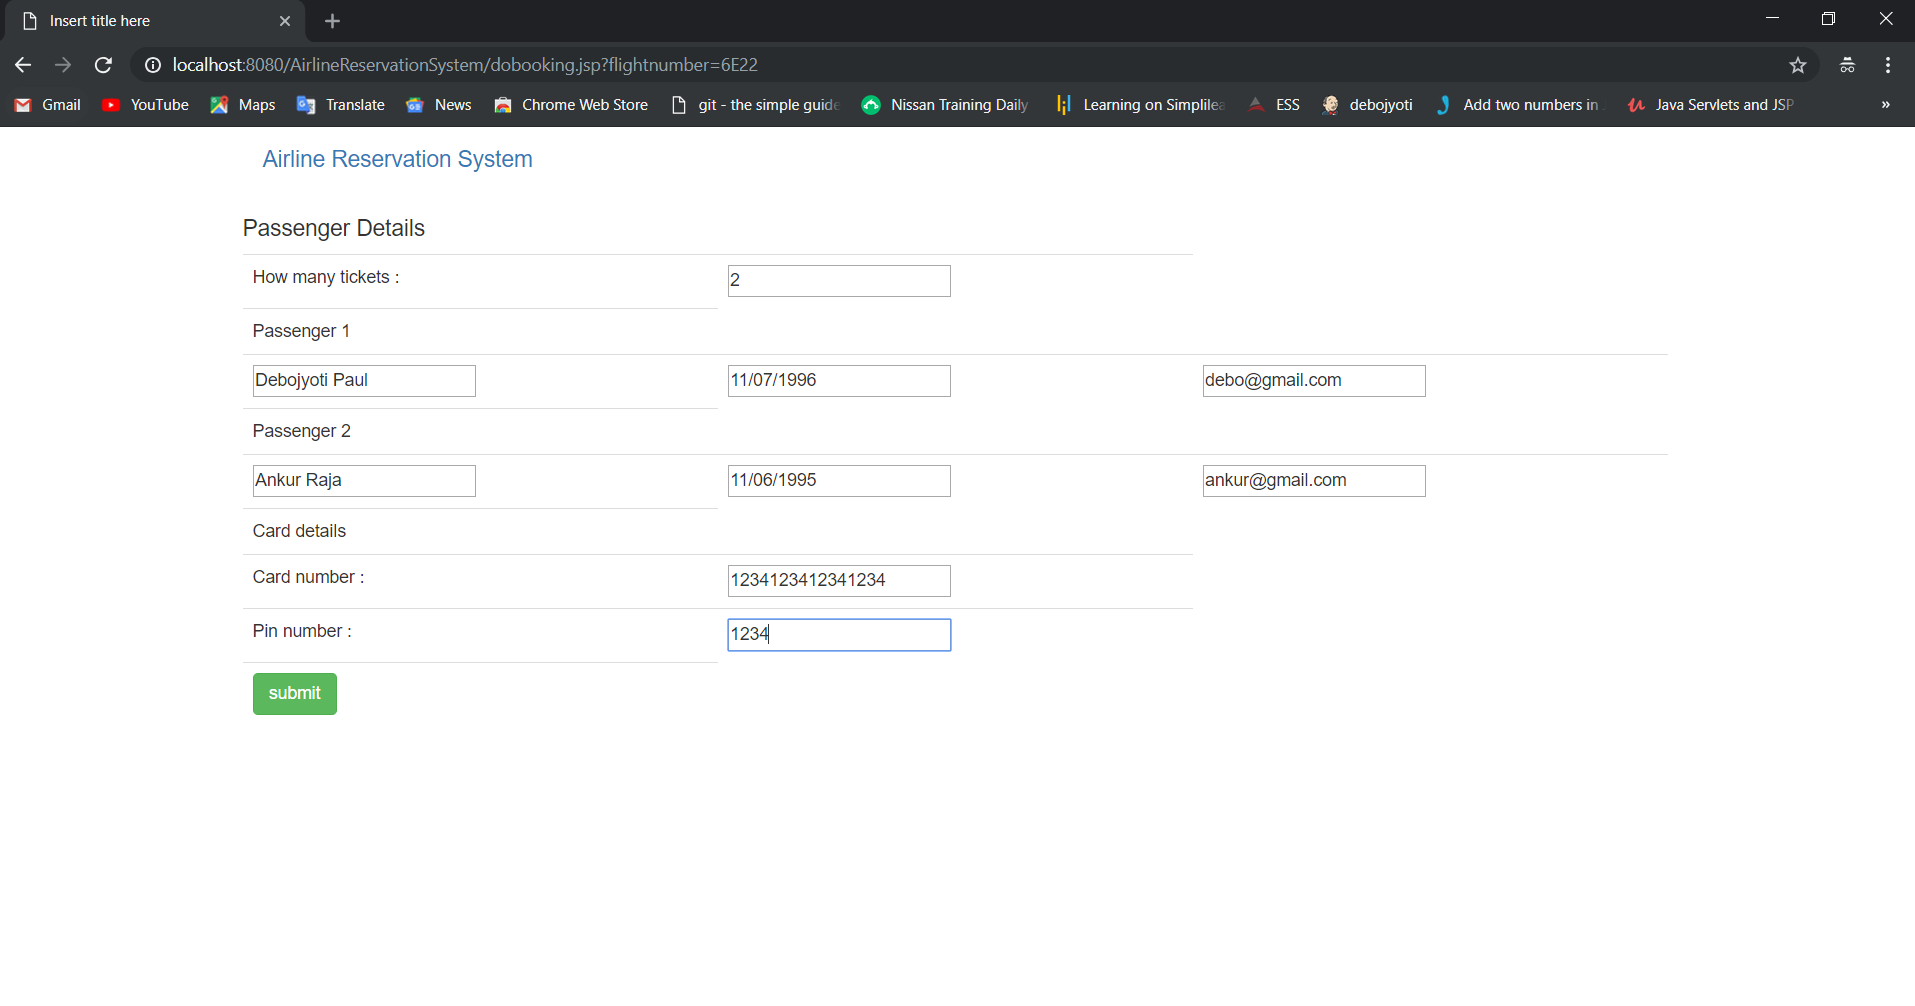 Insert title here
localhost:8080/AirlineReservationSystem/dobooking.jsp?flightnumber=6E22
Gmail YouTube Maps Translate News Chrome Web Store git - the simple guide Nissan Training Daily Learning on Simplilea ESS debojyoti Add two numbers in Java Servlets and JSP »
Airline Reservation System
Passenger Details
How many tickets : 2
Passenger 1
Debojyoti Paul 11/07/1996 debo@gmail.com
Passenger 2
Ankur Raja 11/06/1995 ankur@gmail.com
Card details
Card number : 1234123412341234
Pin number : 1234
submit